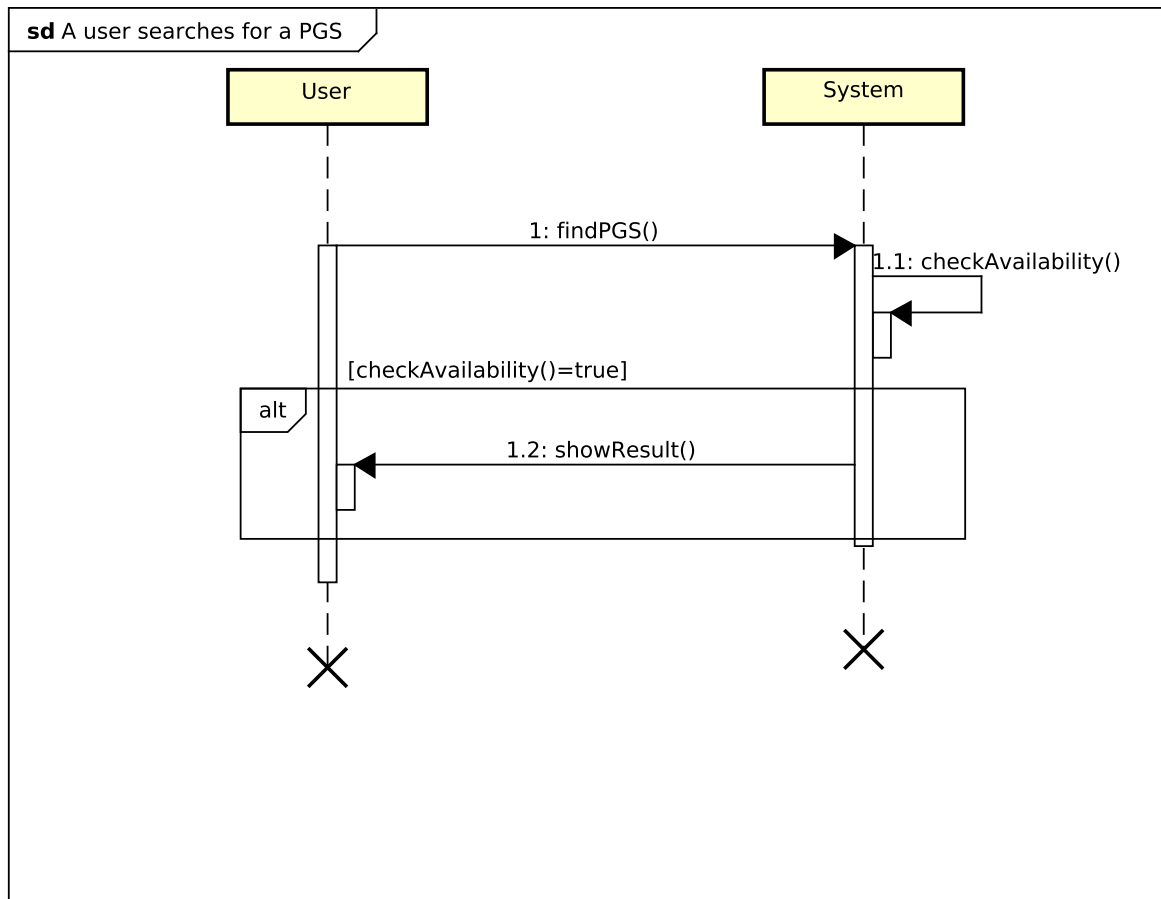 sd A user searches for a PGS
User
System
1: findPGS()
1.1: checkAvailability()
[checkAvailability()=true]
alt
1.2: showResult()